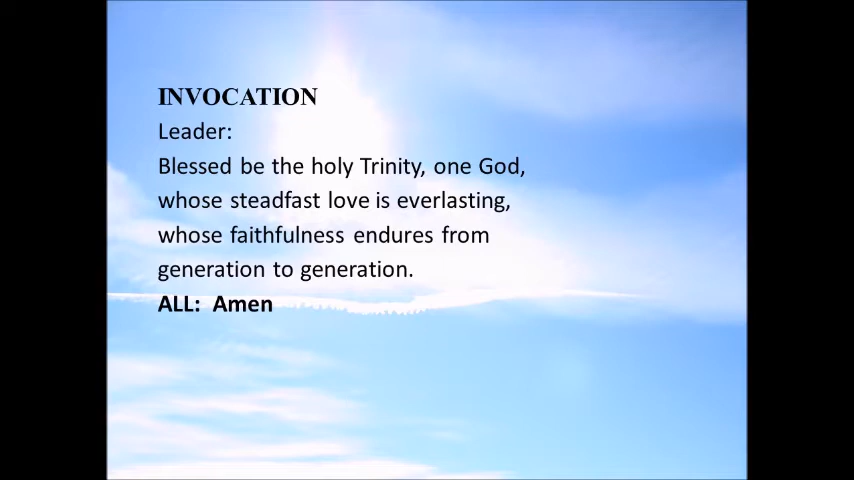 INVOCATION
Leader:
Blessed be the holy Trinity, one God,
whose steadfast love is everlasting,
whose faithfulness endures from
generation to generation.
ALL: Amen